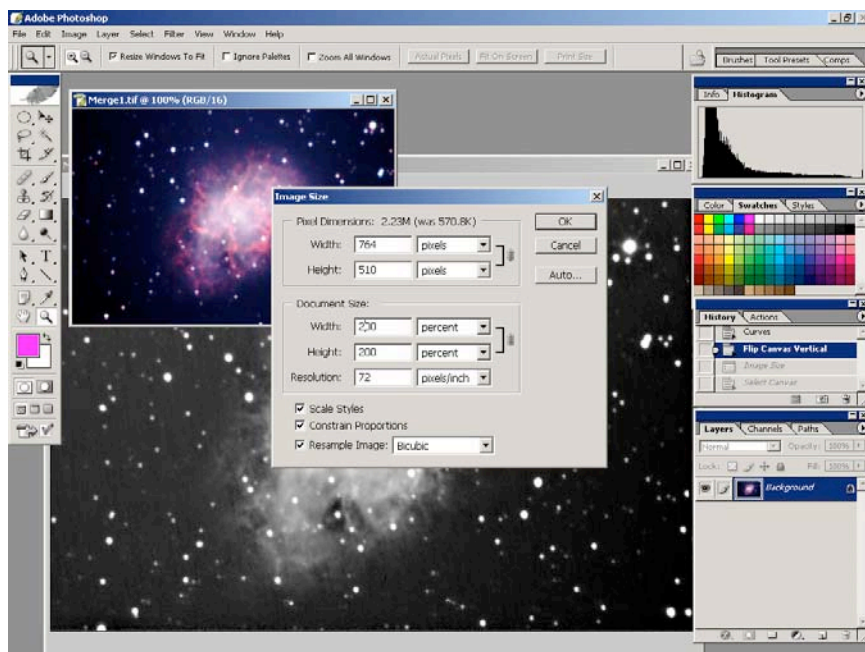 Adobe Photoshop
File Edit Image Layer Select Filter View Window Help
Resize Windows To Fit Ignore Palettes Zoom All Windows Actual Pixels Fit On Screen Print Size Brushes Tool Presets Comps
Merge1.tif @ 100% (RGB/16)
Info Histogram
Image Size
Pixel Dimensions: 2.23M (was 570.8K)
Width: 764 pixels
Height: 510 pixels
Document Size:
Width: 200 percent
Height: 200 percent
Resolution: 72 pixels/inch
Scale Styles
Constrain Proportions
Resample Image: Bicubic
OK
Cancel
Auto...
Color Swatches Styles
History Actions
Curves
Flip Canvas Vertical
Image Size
Select Canvas
Layers Channels Paths
Normal Opacity: 100%
Lock: Fill: 100%
Background